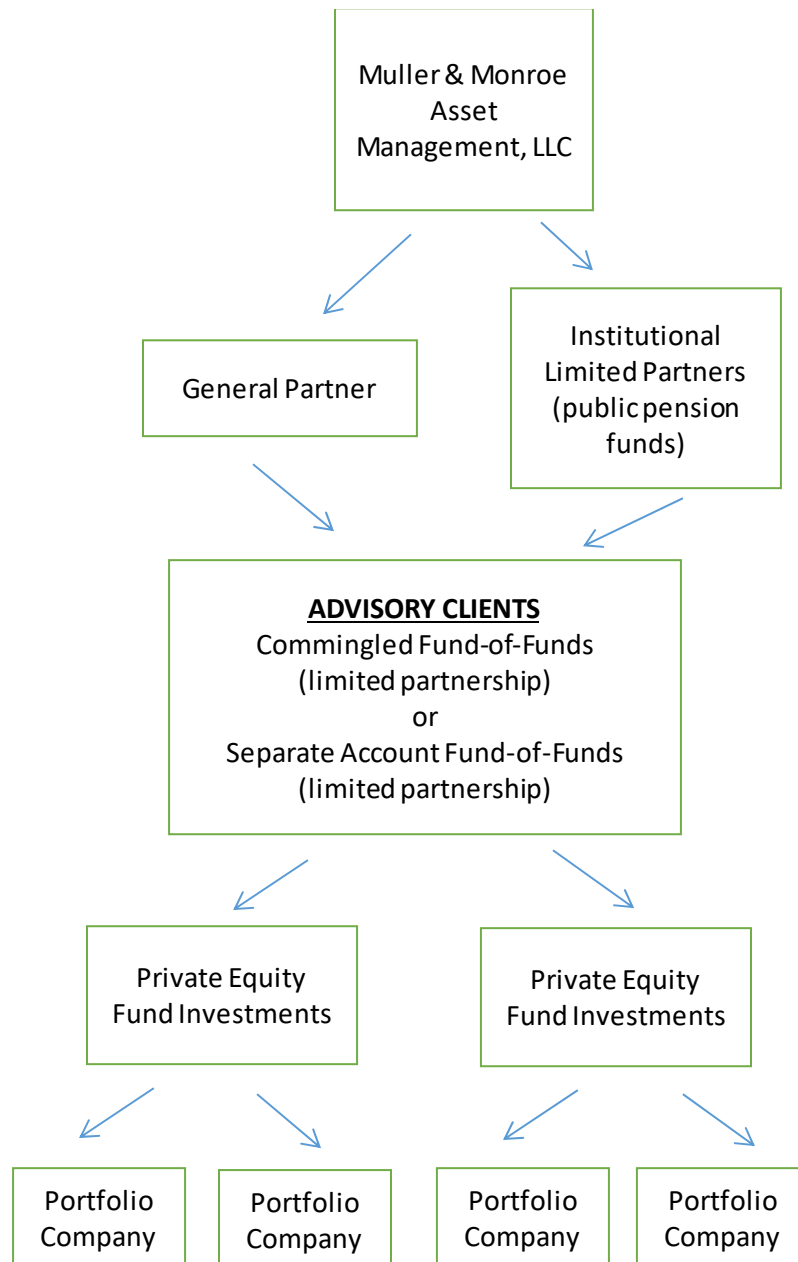 Muller & Monroe
Asset
Management, LLC
General Partner
Institutional
Limited Partners
(public pension
funds)
ADVISORY CLIENTS
Commingled Fund-of-Funds
(limited partnership)
or
Separate Account Fund-of-Funds
(limited partnership)
Private Equity
Fund Investments
Private Equity
Fund Investments
Portfolio
Company
Portfolio
Company
Portfolio
Company
Portfolio
Company